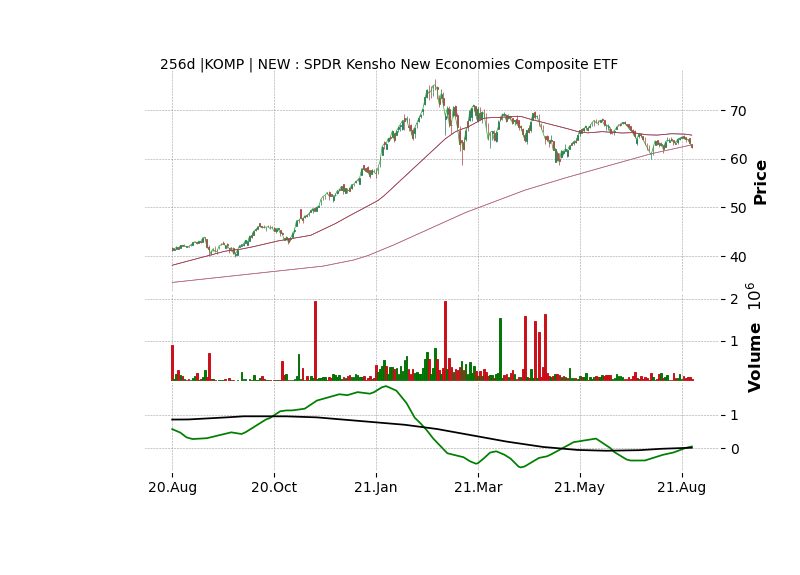 256d |KOMP | NEW : SPDR Kensho New Economies Composite ETF
70
60
50
40
Price
2
1
Volume 10^6
1
0
20.Aug 20.Oct 21.Jan 21.Mar 21.May 21.Aug